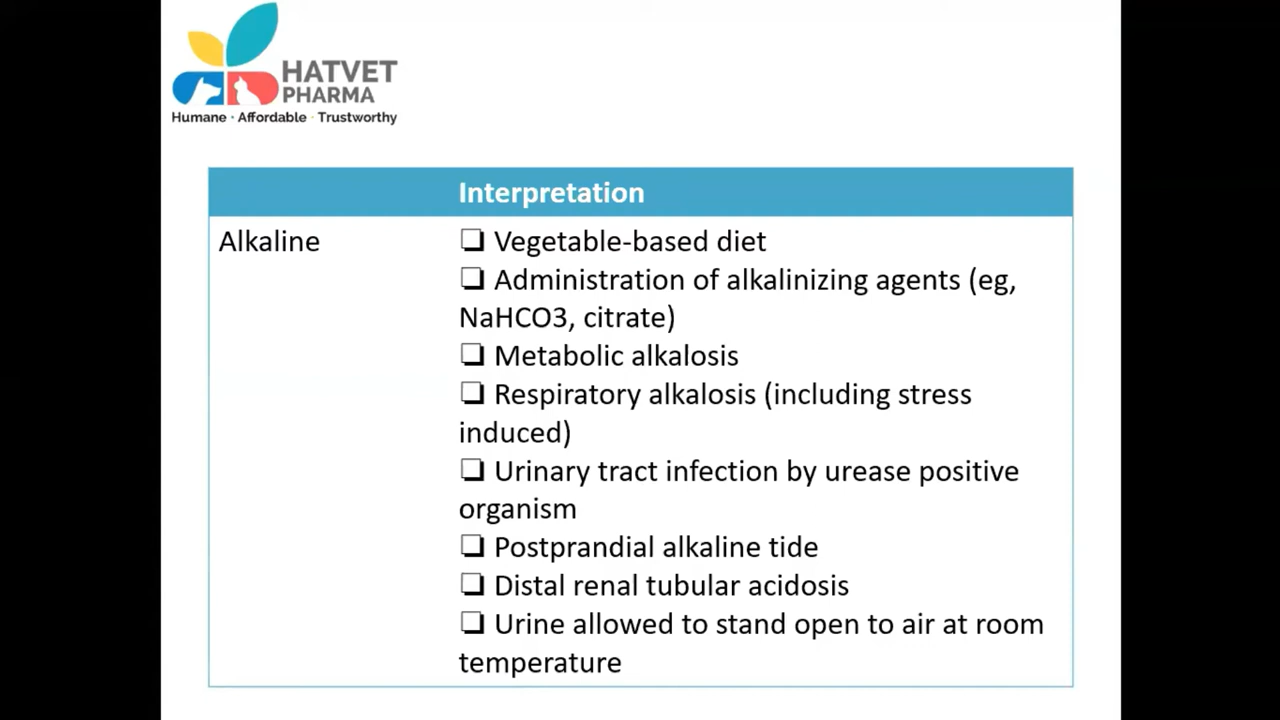 HATVET
PHARMA
Humane · Affordable · Trustworthy
Interpretation
Alkaline
❑ Vegetable-based diet
❑ Administration of alkalinizing agents (eg,
NaHCO3, citrate)
❑ Metabolic alkalosis
❑ Respiratory alkalosis (including stress
induced)
❑ Urinary tract infection by urease positive
organism
❑ Postprandial alkaline tide
❑ Distal renal tubular acidosis
❑ Urine allowed to stand open to air at room
temperature